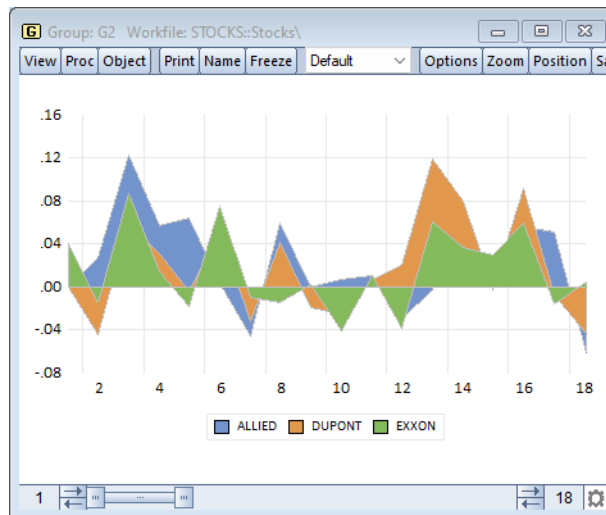 Group: G2 Workfile: STOCKS::Stocks\
View Proc Object Print Name Freeze Default Options Zoom Position
.16
.12
.08
.04
.00
-.04
-.08
2 4 6 8 10 12 14 16 18
ALLIED DUPONT EXXON
1 18